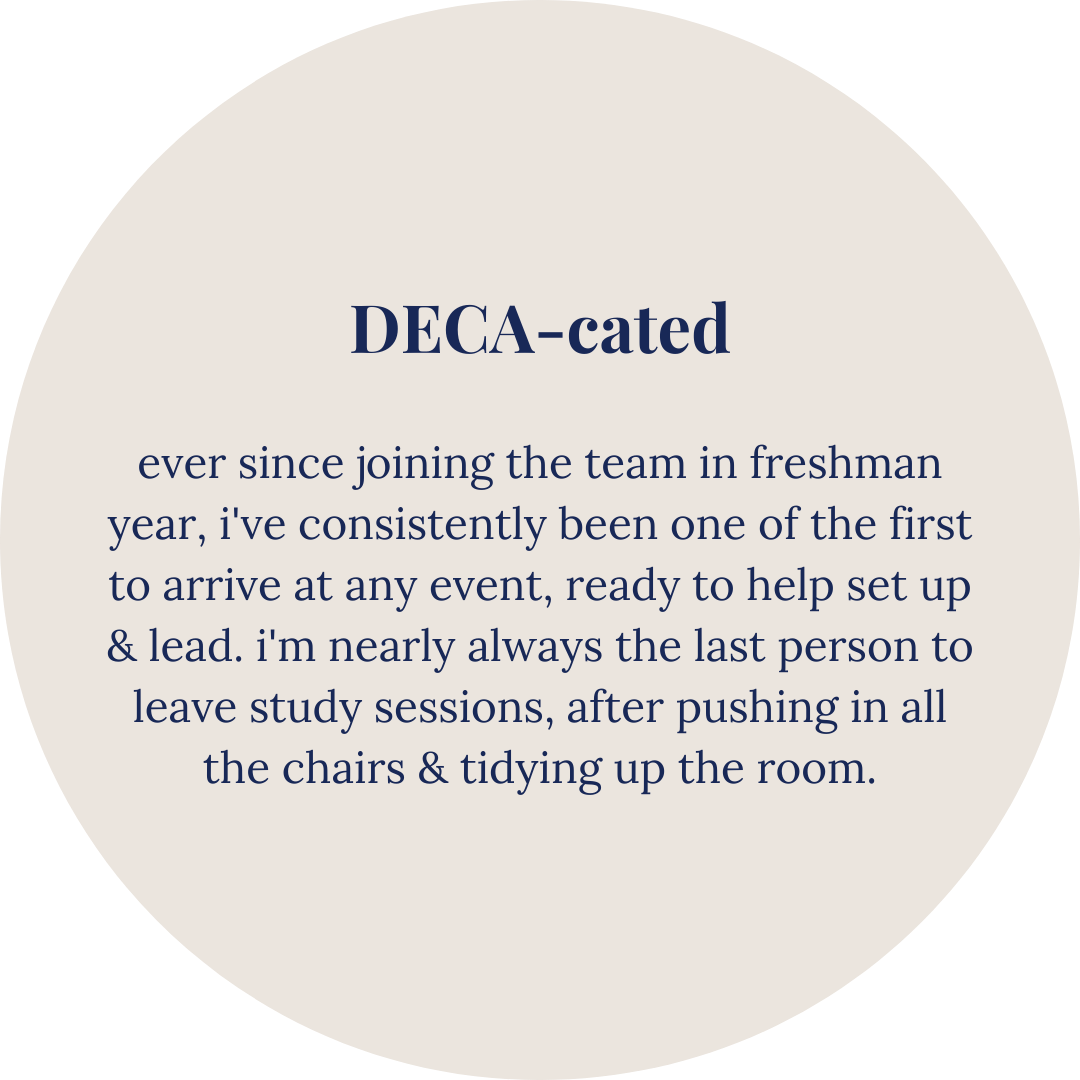 DECA-cated
ever since joining the team in freshman
year, i've consistently been one of the first
to arrive at any event, ready to help set up
& lead. i'm nearly always the last person to
leave study sessions, after pushing in all
the chairs & tidying up the room.